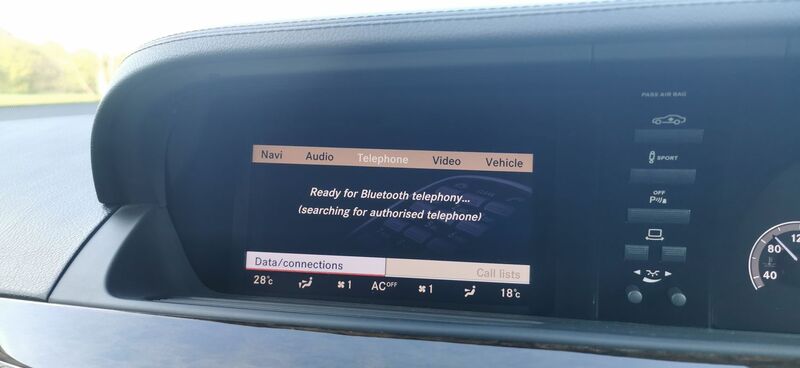 PASS AIR BAG
Navi Audio Telephone Video Vehicle
SPORT
Ready for Bluetooth telephony...
(searching for authorised telephone)
OFF
P
Data/connections Call lists
28°c 1 AC OFF 1 18°c
80
40